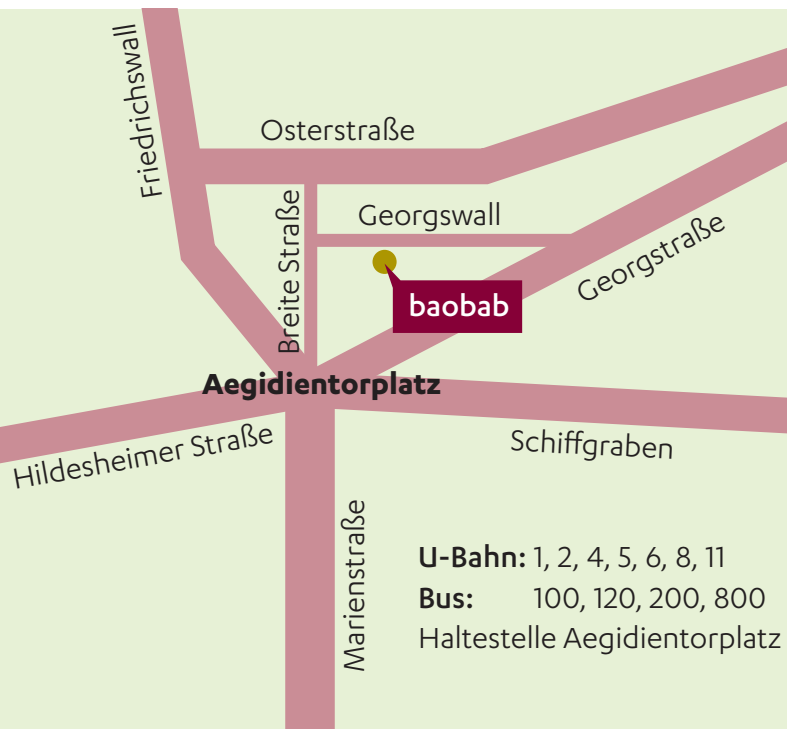 Friedrichswall
Osterstraße
Breite Straße
Georgswall
Georgstraße
baobab
Aegidientorplatz
Hildesheimer Straße
Schiffgraben
Marienstraße
U-Bahn: 1, 2, 4, 5, 6, 8, 11
Bus: 100, 120, 200, 800
Haltestelle Aegidientorplatz